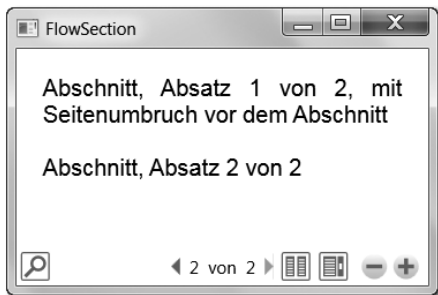 FlowSection
Abschnitt, Absatz 1 von 2, mit
Seitenumbruch vor dem Abschnitt
Abschnitt, Absatz 2 von 2
2 von 2